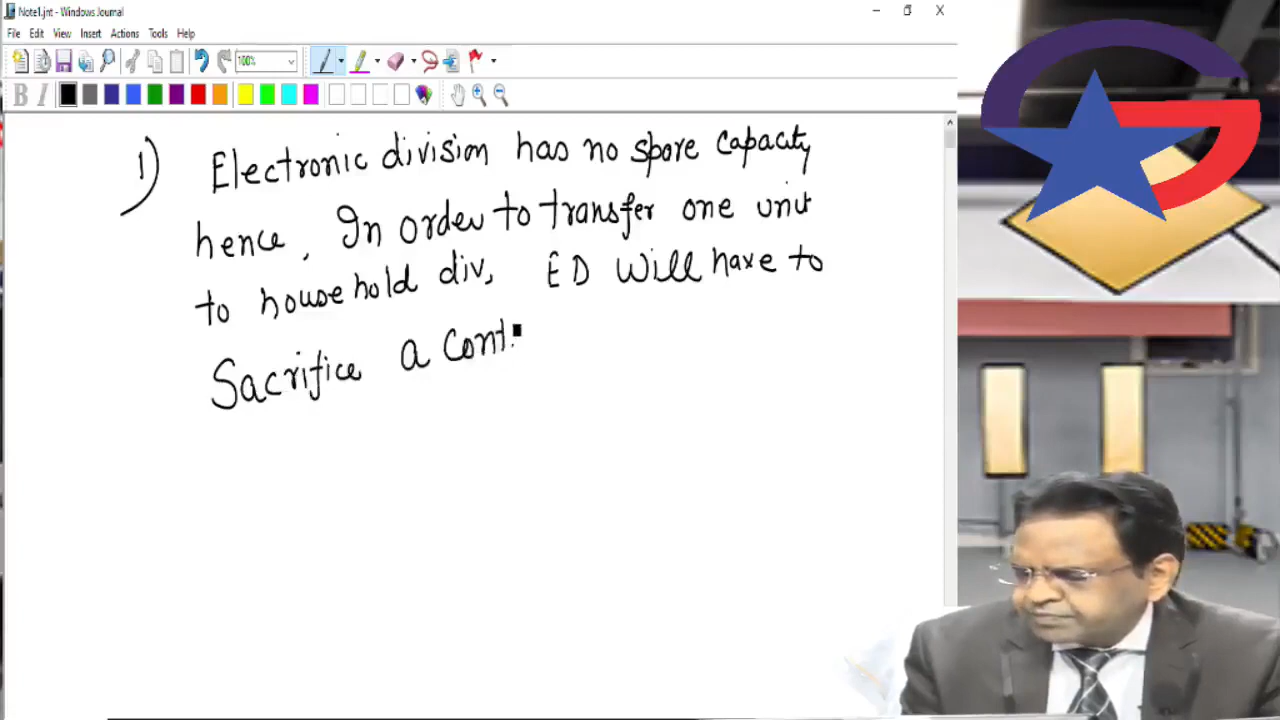 Note1.jnt - Windows Journal
File Edit View Insert Actions Tools Help
100%
B I
1) Electronic division has no spare capacity
hence, In order to transfer one unit
to household div, ED will have to
Sacrifice a cont.